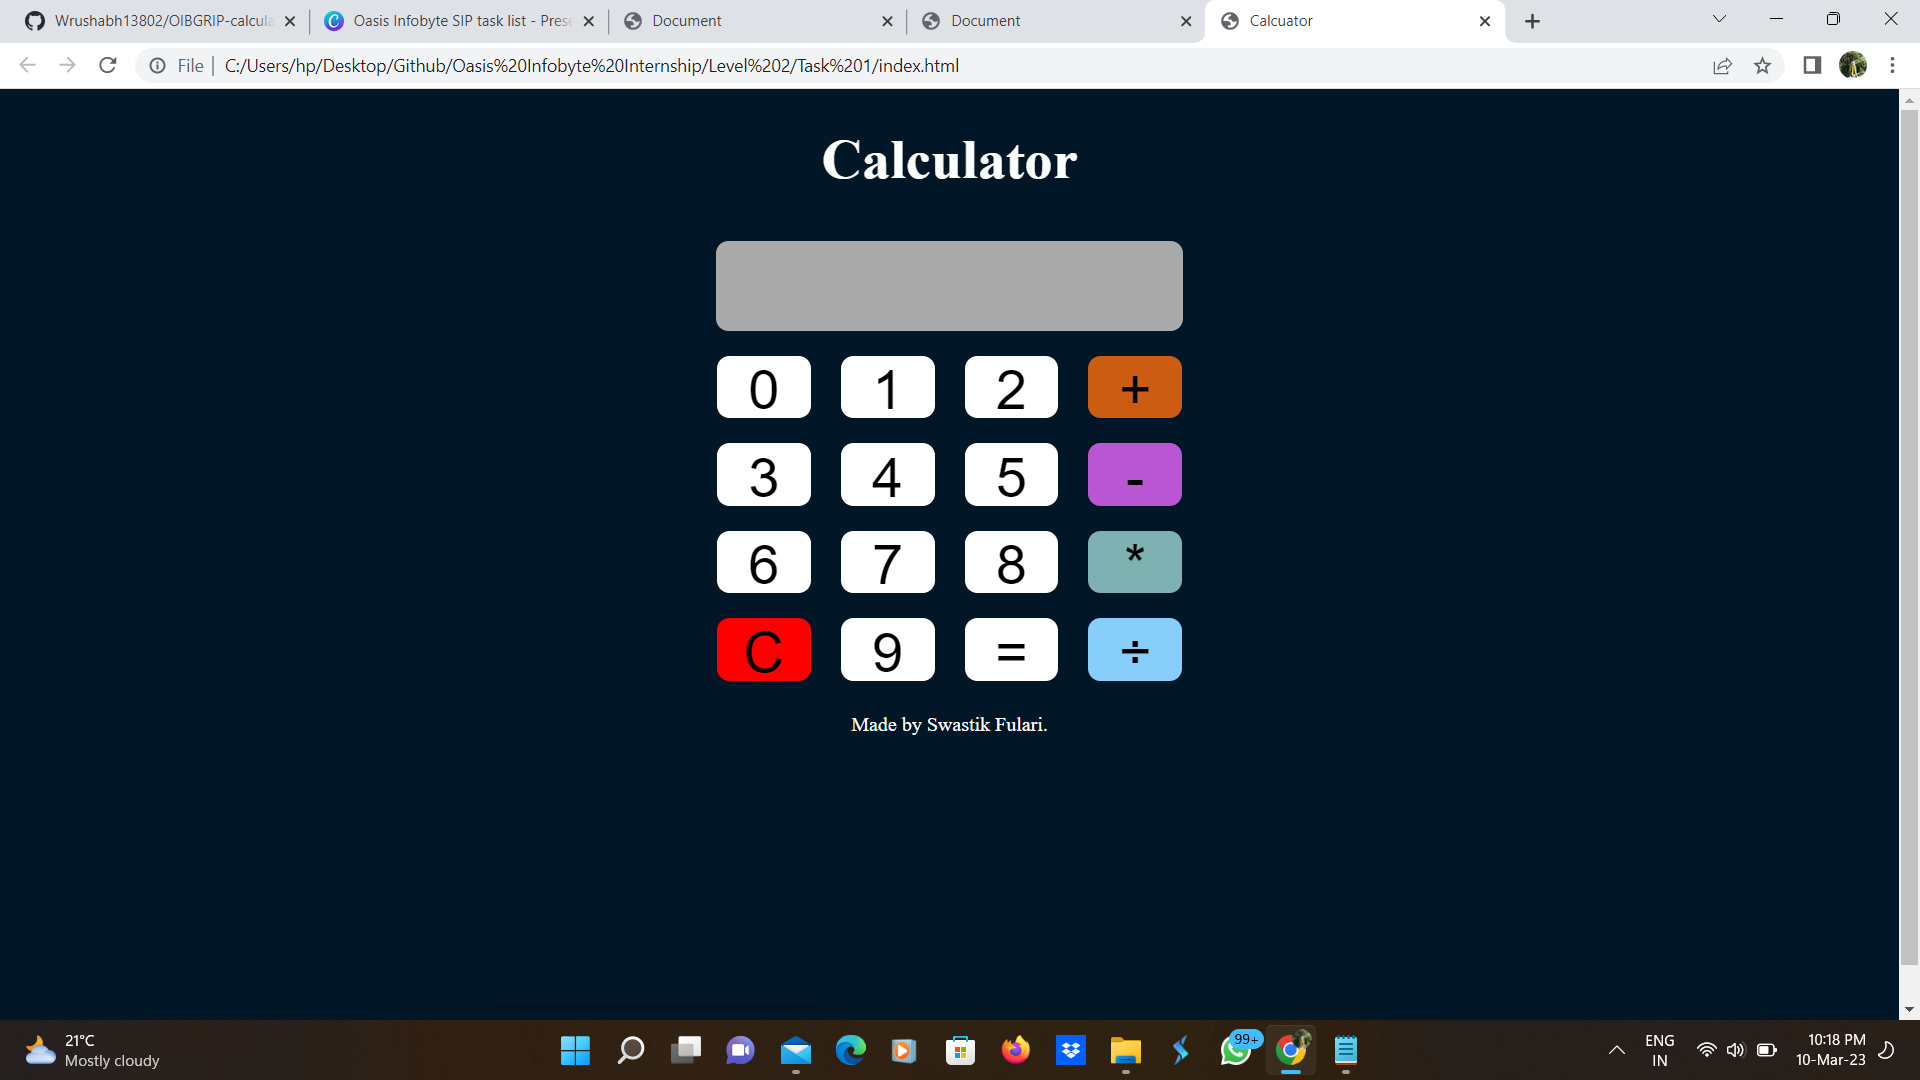 Wrushabh13802/OIBGRIP-calcula
Oasis Infobyte SIP task list - Prese
Document
Document
Calcuator
File
C:/Users/hp/Desktop/Github/Oasis%20Infobyte%20Internship/Level%202/Task%201/index.html
Calculator
0 1 2 +
3 4 5 -
6 7 8 *
C 9 = ÷
Made by Swastik Fulari.
21°C
Mostly cloudy
99+
ENG
IN
10:18 PM
10-Mar-23